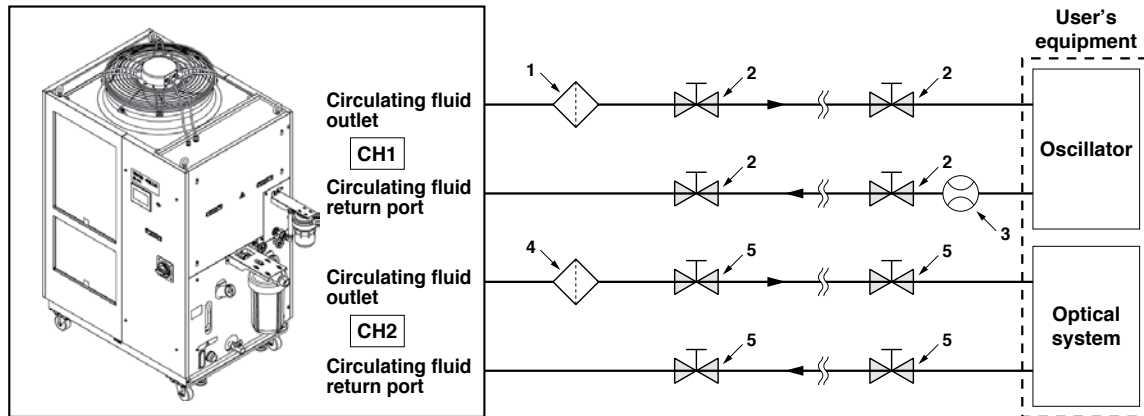 User's
equipment
1
2
2
Circulating fluid
outlet
Oscillator
CH1
2
2
Circulating fluid
return port
3
4
5
5
Circulating fluid
outlet
Optical
system
CH2
5
5
Circulating fluid
return port